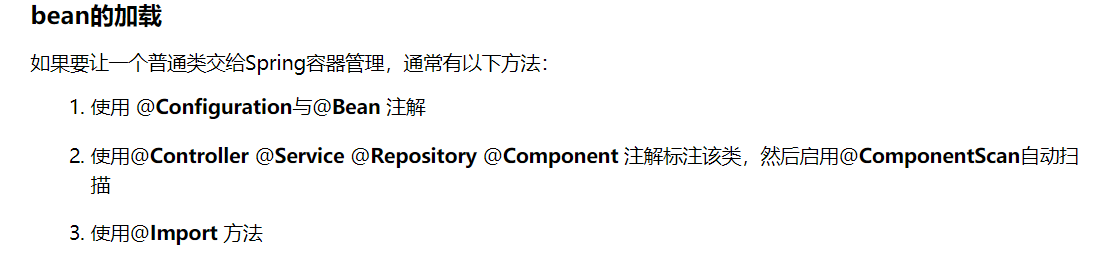 bean的加载
如果要让一个普通类交给Spring容器管理，通常有以下方法：
1. 使用 @Configuration与@Bean 注解
2. 使用@Controller @Service @Repository @Component 注解标注该类，然后启用@ComponentScan自动扫
描
3. 使用@Import 方法